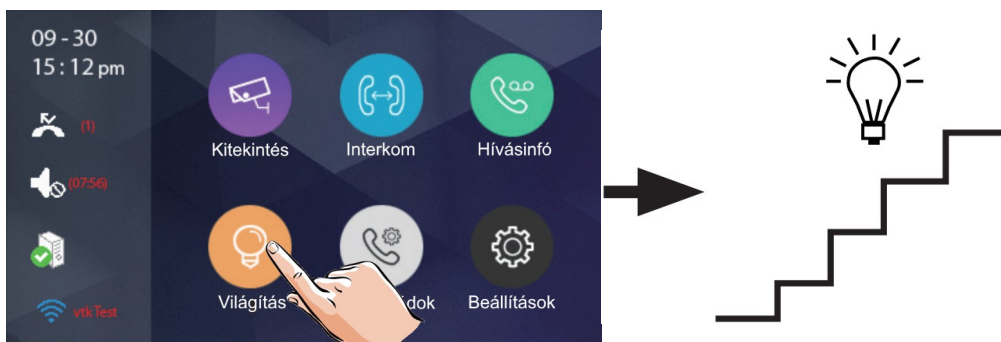 09-30
15:12 pm
(1)
(07:56)
vtkTest
Kitekintés
Interkom
Hívásinfó
Világítás
Beállítások